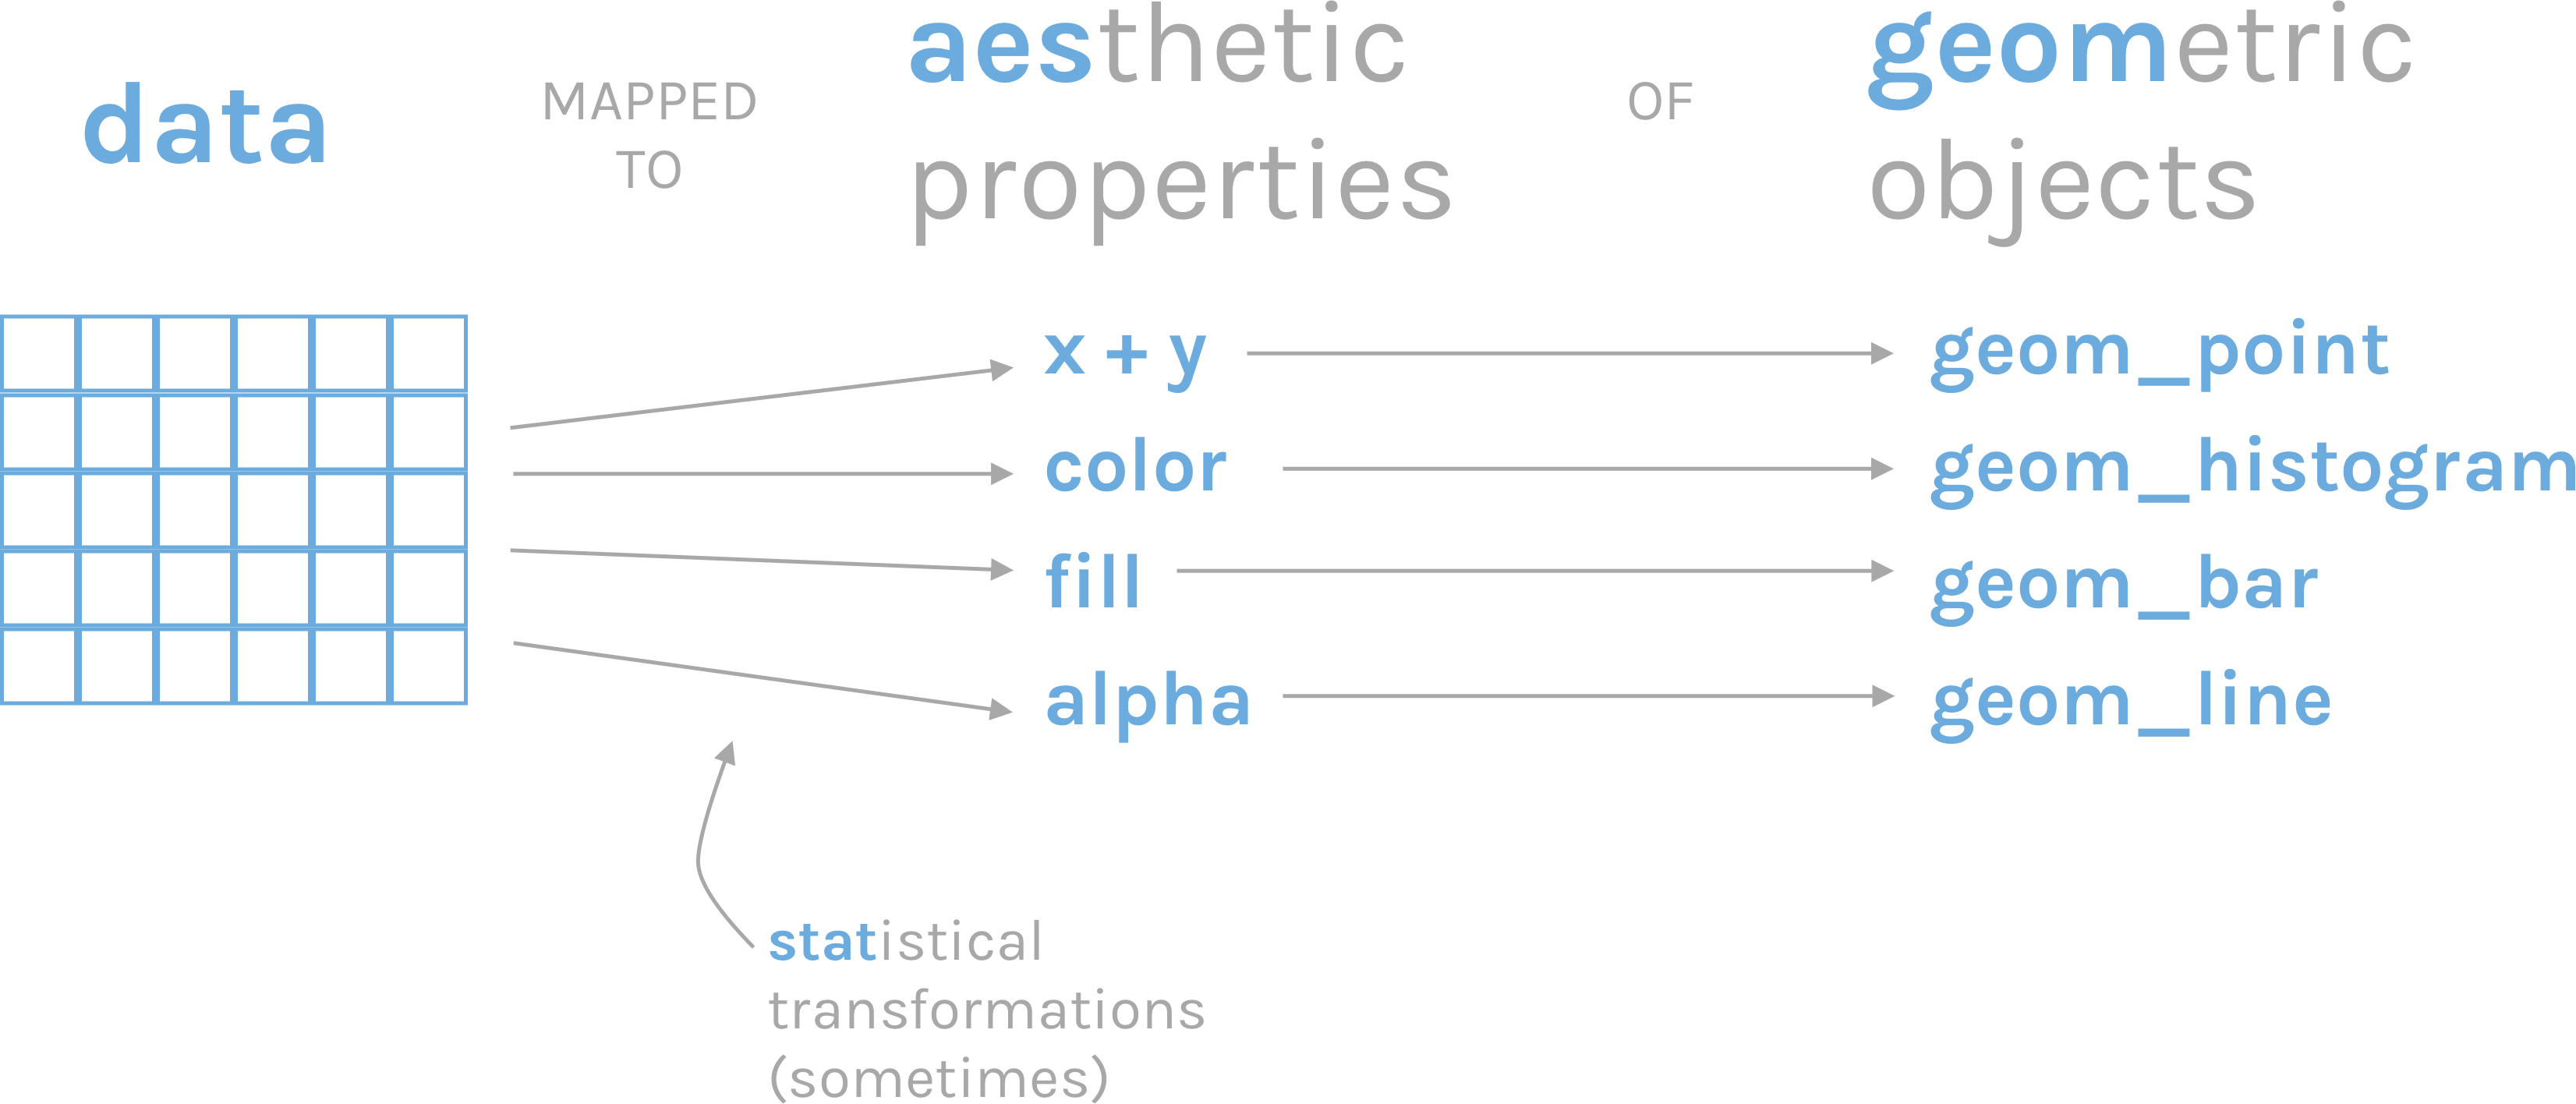 data
MAPPED
TO
aesthetic
properties
OF
geometric
objects
x + y
geom_point
color
geom_histogram
fill
geom_bar
alpha
geom_line
statistical
transformations
(sometimes)